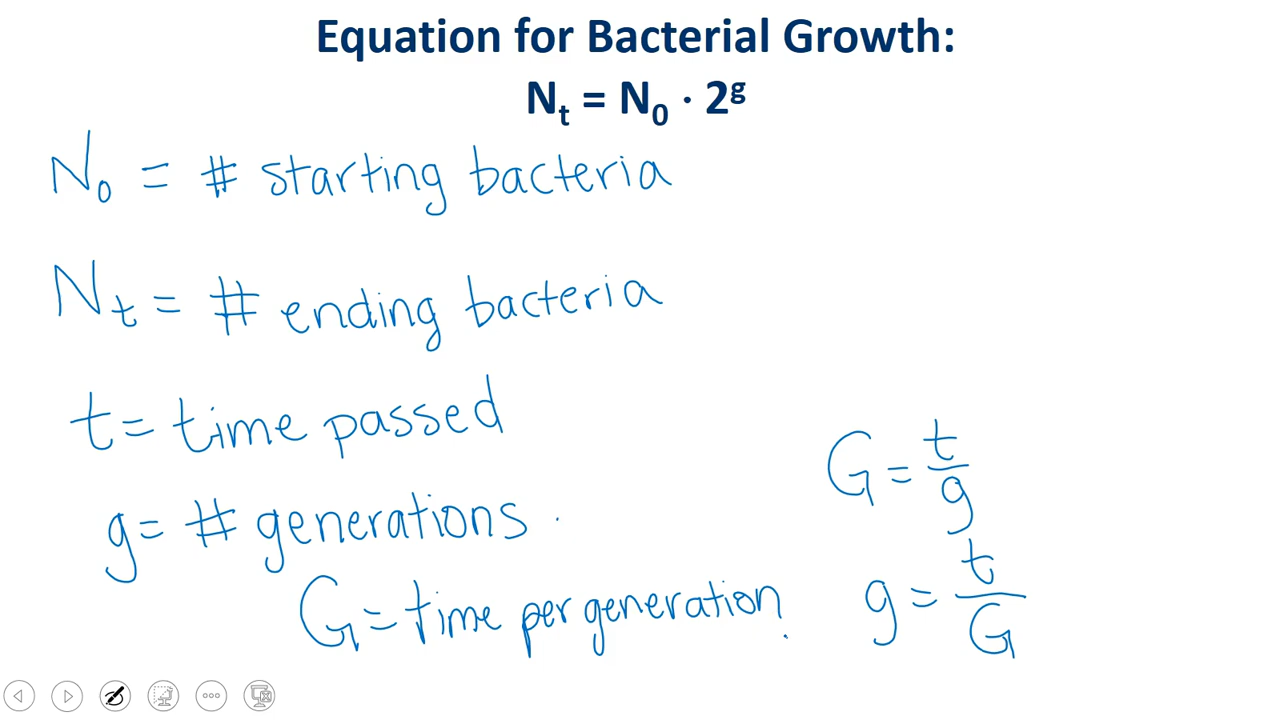 Equation for Bacterial Growth:
Nₜ = N₀ · 2ᵍ
N₀ = # starting bacteria
Nₜ = # ending bacteria
t = time passed
g = # generations
G = time per generation
G = t/g
g = t/G